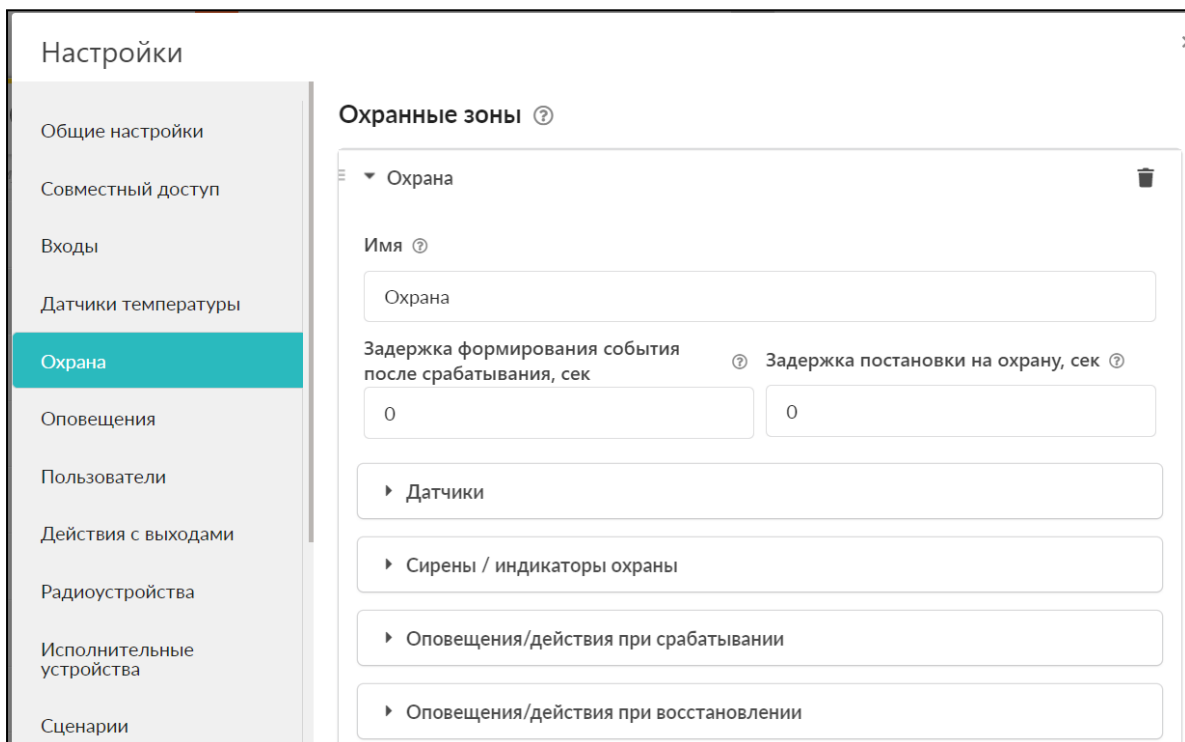 Настройки
Общие настройки
Совместный доступ
Входы
Датчики температуры
Охрана
Оповещения
Пользователи
Действия с выходами
Радиоустройства
Исполнительные
устройства
Сценарии
Охранные зоны ?
Охрана
Имя ?
Охрана
Задержка формирования события
после срабатывания, сек ?
0
Задержка постановки на охрану, сек ?
0
Датчики
Сирены / индикаторы охраны
Оповещения/действия при срабатывании
Оповещения/действия при восстановлении